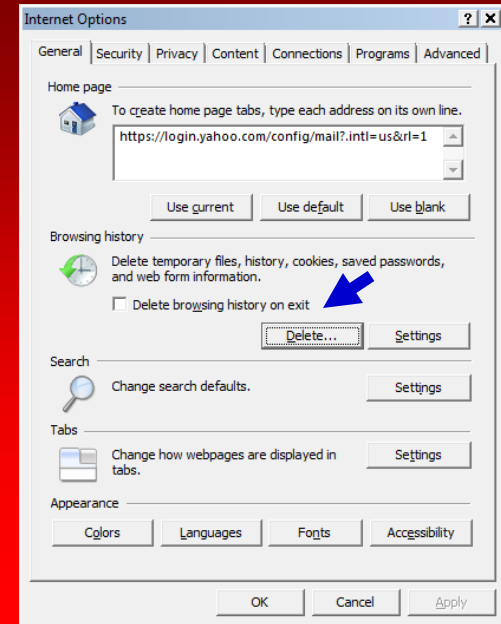 Internet Options
General Security Privacy Content Connections Programs Advanced
Home page
To create home page tabs, type each address on its own line.
https://login.yahoo.com/config/mail?.intl=us&rl=1
Use current Use default Use blank
Browsing history
Delete temporary files, history, cookies, saved passwords,
and web form information.
Delete browsing history on exit
Delete... Settings
Search
Change search defaults. Settings
Tabs
Change how webpages are displayed in Settings
tabs.
Appearance
Colors Languages Fonts Accessibility
OK Cancel Apply